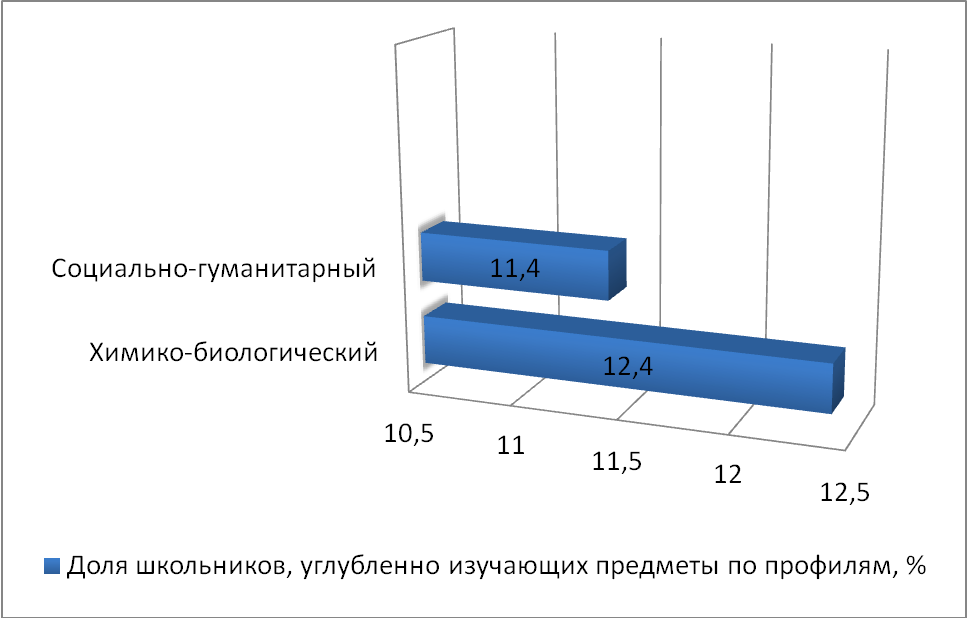 Социально-гуманитарный
11,4
Химико-биологический
12,4
10,5
11
11,5
12
12,5
Доля школьников, углубленно изучающих предметы по профилям, %